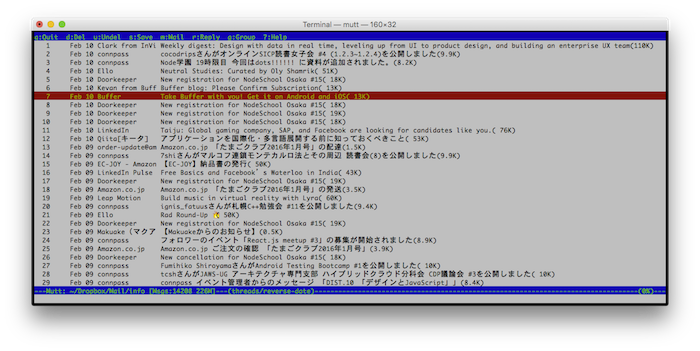 Terminal — mutt — 160×32
q:Quit d:Del u:Undel s:Save m:Mail r:Reply g:Group ?:Help
1 Feb 10 Clark from InVi Weekly digest: Design with data in real time, leveling up from UI to product design, and building an enterprise UX team(110K)
2 Feb 10 connpass cocodripsさんがオンラインSICP読書女子会 #4 (1.2.3~1.2.4)を公開しました(9.9K)
3 Feb 10 connpass Node学園 19時限目 今回はdots!!!!!! に資料が追加されました。(8.2K)
4 Feb 10 Ello Neutral Studies: Curated by Oly Shamrik( 51K)
5 Feb 10 Doorkeeper New registration for NodeSchool Osaka #15( 18K)
6 Feb 10 Kevan from Buff Buffer blog: Please Confirm Subscription( 13K)
7 Feb 10 Buffer Take Buffer with you! Get it on Android and iOS( 13K)
8 Feb 10 Doorkeeper New registration for NodeSchool Osaka #15( 18K)
9 Feb 10 Doorkeeper New registration for NodeSchool Osaka #15( 19K)
10 Feb 10 Doorkeeper New registration for NodeSchool Osaka #15( 18K)
11 Feb 10 LinkedIn Taiju: Global gaming company, SAP, and Facebook are looking for candidates like you.( 76K)
12 Feb 10 Qiita[キータ] アプリケーションを国際化・多言語展開する前に知っておくべきこと( 53K)
13 Feb 09 order-update@am Amazon.co.jp 「たまごクラブ2016年1月号」の配達(1.5K)
14 Feb 09 connpass 7shiさんがマルコフ連鎖モンテカルロ法とその周辺 読書会(8)を公開しました(9.9K)
15 Feb 09 EC-JOY - Amazon 【EC-JOY】納品書の発行( 50K)
16 Feb 09 LinkedIn Pulse Free Basics and Facebook`s Waterloo in India( 43K)
17 Feb 09 Doorkeeper New registration for NodeSchool Osaka #15( 19K)
18 Feb 09 Amazon.co.jp 「たまごクラブ2016年1月号」の発送(3.5K)
19 Feb 09 Leap Motion Build music in virtual reality with Lyra( 60K)
20 Feb 09 connpass ignis_fatuusさんが札幌C++勉強会 #11を公開しました(9.4K)
21 Feb 09 Ello Rad Round-Up 🤙 50K)
22 Feb 09 Doorkeeper New registration for NodeSchool Osaka #15( 19K)
23 Feb 09 Makuake（マクア 【Makuakeからのお知らせ】(0.5K)
24 Feb 09 connpass フォロワーのイベント「React.js meetup #3」の募集が開始されました(8.9K)
25 Feb 09 Amazon.co.jp Amazon.co.jp ご注文の確認 「たまごクラブ2016年1月号」(3.9K)
26 Feb 09 Doorkeeper New cancellation for NodeSchool Osaka #15( 18K)
27 Feb 09 connpass Fumihiko ShiroyamaさんがAndroid Testing Bootcamp #1を公開しました( 10K)
28 Feb 09 connpass tcshさんがJAWS-UG アーキテクチャ専門支部 ハイブリッドクラウド分科会 CDP議論会 #3を公開しました( 10K)
29 Feb 09 connpass connpass イベント管理者からのメッセージ 「DIST.10 「デザインとJavaScript」」(8.4K)
---Mutt: ~/Dropbox/Mail/info [Msgs:14208 226M]---(threads/reverse-date)---(0%)---